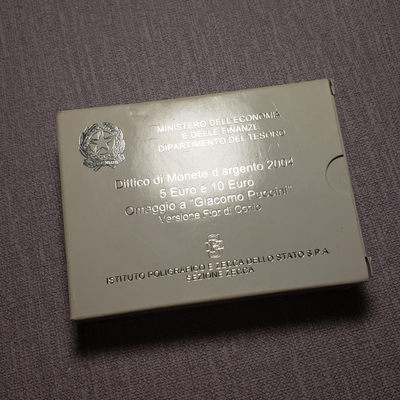 MINISTERO DELL'ECONOMIA
E DELLE FINANZE
DIPARTIMENTO DEL TESORO
Dittico di Monete d'argento 2004
5 Euro e 10 Euro
Omaggio a "Giacomo Puccini"
Versione Fior di Conio
ISTITUTO POLIGRAFICO E ZECCA DELLO STATO S.P.A.
SEZIONE ZECCA